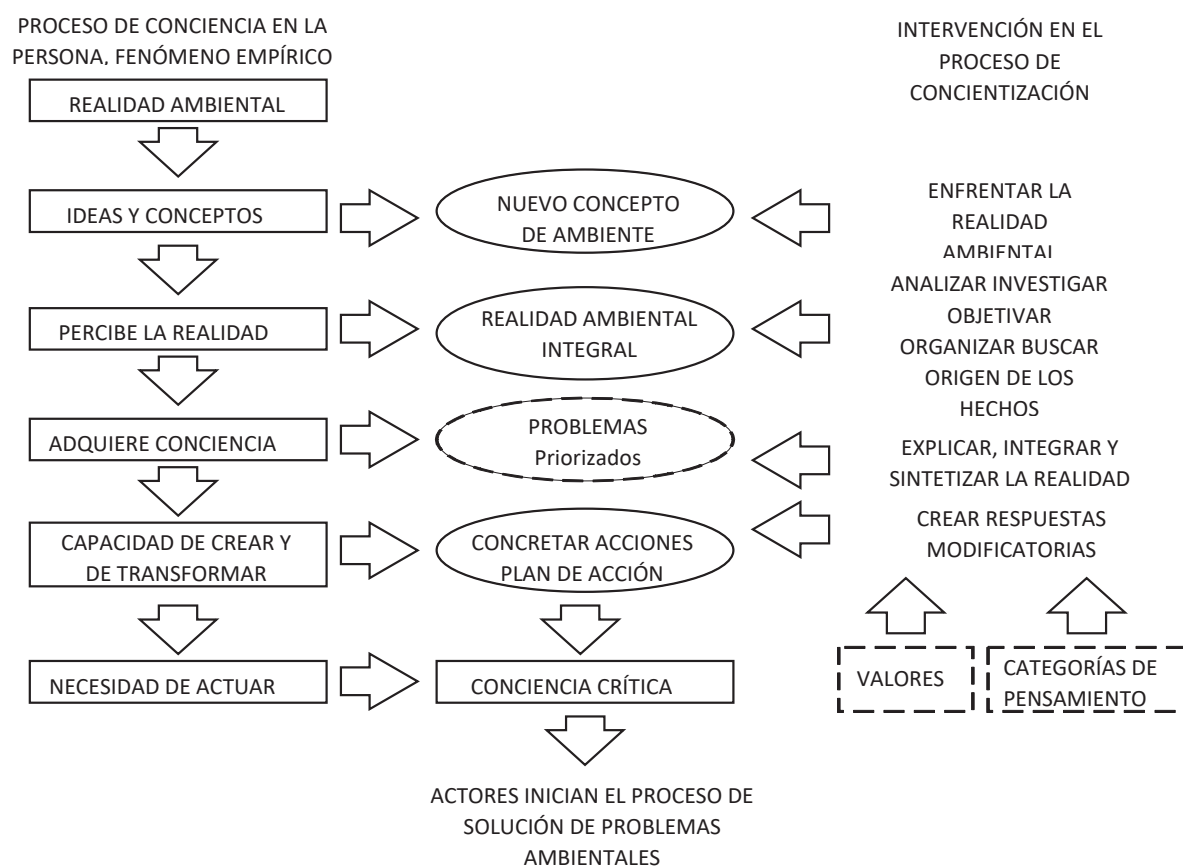 PROCESO DE CONCIENCIA EN LA
PERSONA, FENÓMENO EMPÍRICO
REALIDAD AMBIENTAL
IDEAS Y CONCEPTOS
PERCIBE LA REALIDAD
ADQUIERE CONCIENCIA
CAPACIDAD DE CREAR Y
DE TRANSFORMAR
NECESIDAD DE ACTUAR
NUEVO CONCEPTO
DE AMBIENTE
REALIDAD AMBIENTAL
INTEGRAL
PROBLEMAS
Priorizados
CONCRETAR ACCIONES
PLAN DE ACCIÓN
CONCIENCIA CRÍTICA
ACTORES INICIAN EL PROCESO DE
SOLUCIÓN DE PROBLEMAS
AMBIENTALES
INTERVENCIÓN EN EL
PROCESO DE
CONCIENTIZACIÓN
ENFRENTAR LA
REALIDAD
AMBIENTAL
ANALIZAR INVESTIGAR
OBJETIVAR
ORGANIZAR BUSCAR
ORIGEN DE LOS
HECHOS
EXPLICAR, INTEGRAR Y
SINTETIZAR LA REALIDAD
CREAR RESPUESTAS
MODIFICATORIAS
VALORES
CATEGORÍAS DE
PENSAMIENTO